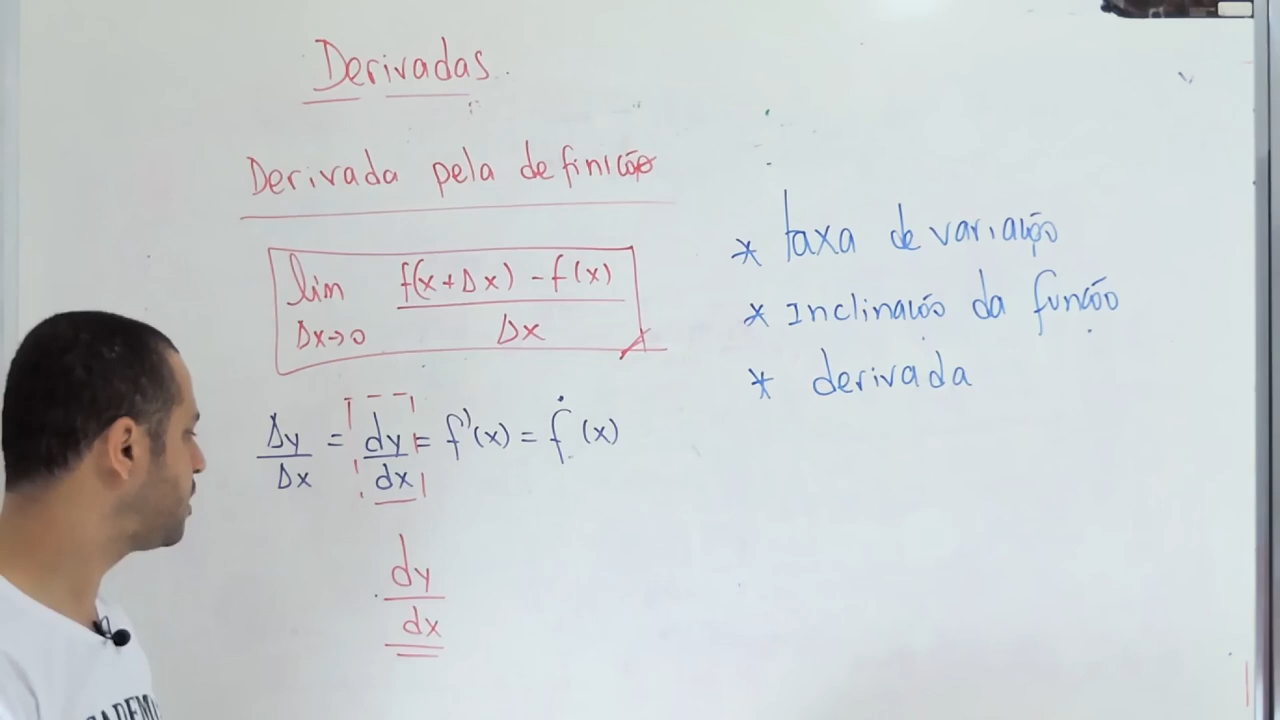 Derivadas
Derivada pela definição
lim f(x+Δx) - f(x)
Δx→0 Δx
Δy = dy = f'(x) = ḟ(x)
Δx dx
dy
dx
* taxa de variação
* Inclinação da função
* derivada
ACADEMI